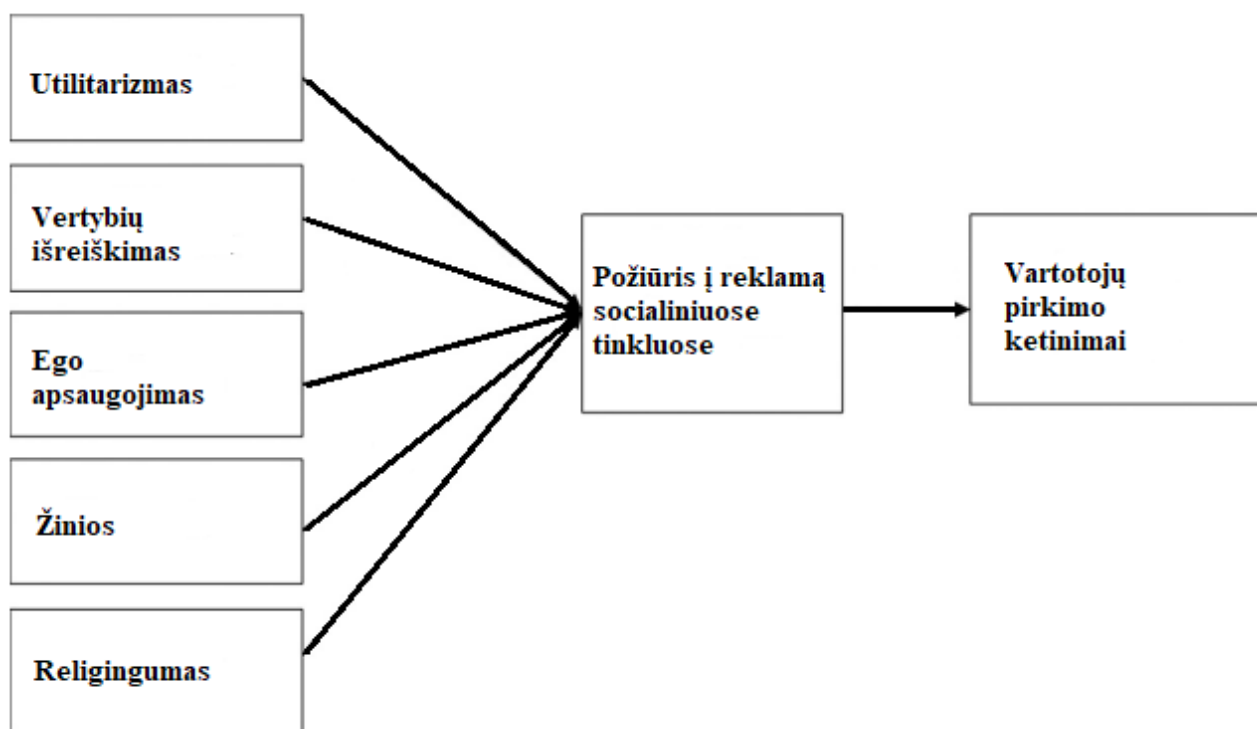 Utilitarizmas
Vertybių
išreiškimas
Ego
apsaugojimas
Žinios
Religingumas
Požiūris į reklamą
socialiniuose
tinkluose
Vartotojų
pirkimo
ketinimai